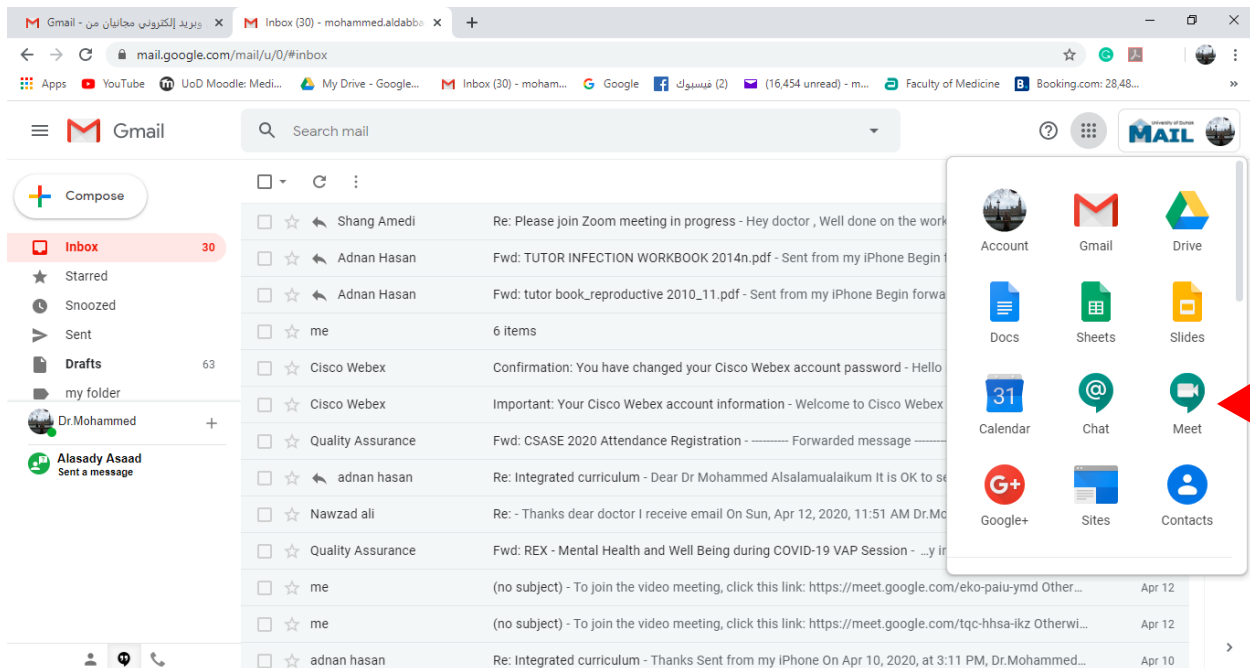 وبريد إلكتروني مجانيان من - Gmail
Inbox (30) - mohammed.aldabba
mail.google.com/mail/u/0/#inbox
Apps YouTube UoD Moodle: Medi... My Drive - Google... Inbox (30) - moham... Google (2) فيسبوك (16,454 unread) - m... Faculty of Medicine Booking.com: 28,48...
Gmail
Search mail
MAIL
Compose
Inbox 30
Starred
Snoozed
Sent
Drafts 63
my folder
Dr.Mohammed
Alasady Asaad
Sent a message
Shang Amedi Re: Please join Zoom meeting in progress - Hey doctor , Well done on the work
Adnan Hasan Fwd: TUTOR INFECTION WORKBOOK 2014n.pdf - Sent from my iPhone Begin f
Adnan Hasan Fwd: tutor book_reproductive 2010_11.pdf - Sent from my iPhone Begin forwa
me 6 items
Cisco Webex Confirmation: You have changed your Cisco Webex account password - Hello
Cisco Webex Important: Your Cisco Webex account information - Welcome to Cisco Webex
Quality Assurance Fwd: CSASE 2020 Attendance Registration - ---------- Forwarded message --------
adnan hasan Re: Integrated curriculum - Dear Dr Mohammed Alsalamualaikum It is OK to se
Nawzad ali Re: - Thanks dear doctor I receive email On Sun, Apr 12, 2020, 11:51 AM Dr.Mo
Quality Assurance Fwd: REX - Mental Health and Well Being during COVID-19 VAP Session - ...y in
me (no subject) - To join the video meeting, click this link: https://meet.google.com/eko-paiu-ymd Other... Apr 12
me (no subject) - To join the video meeting, click this link: https://meet.google.com/tqc-hhsa-ikz Otherwi... Apr 12
adnan hasan Re: Integrated curriculum - Thanks Sent from my iPhone On Apr 10, 2020, at 3:11 PM, Dr.Mohammed... Apr 10
Account Gmail Drive
Docs Sheets Slides
31
Calendar Chat Meet
G+
Google+ Sites Contacts